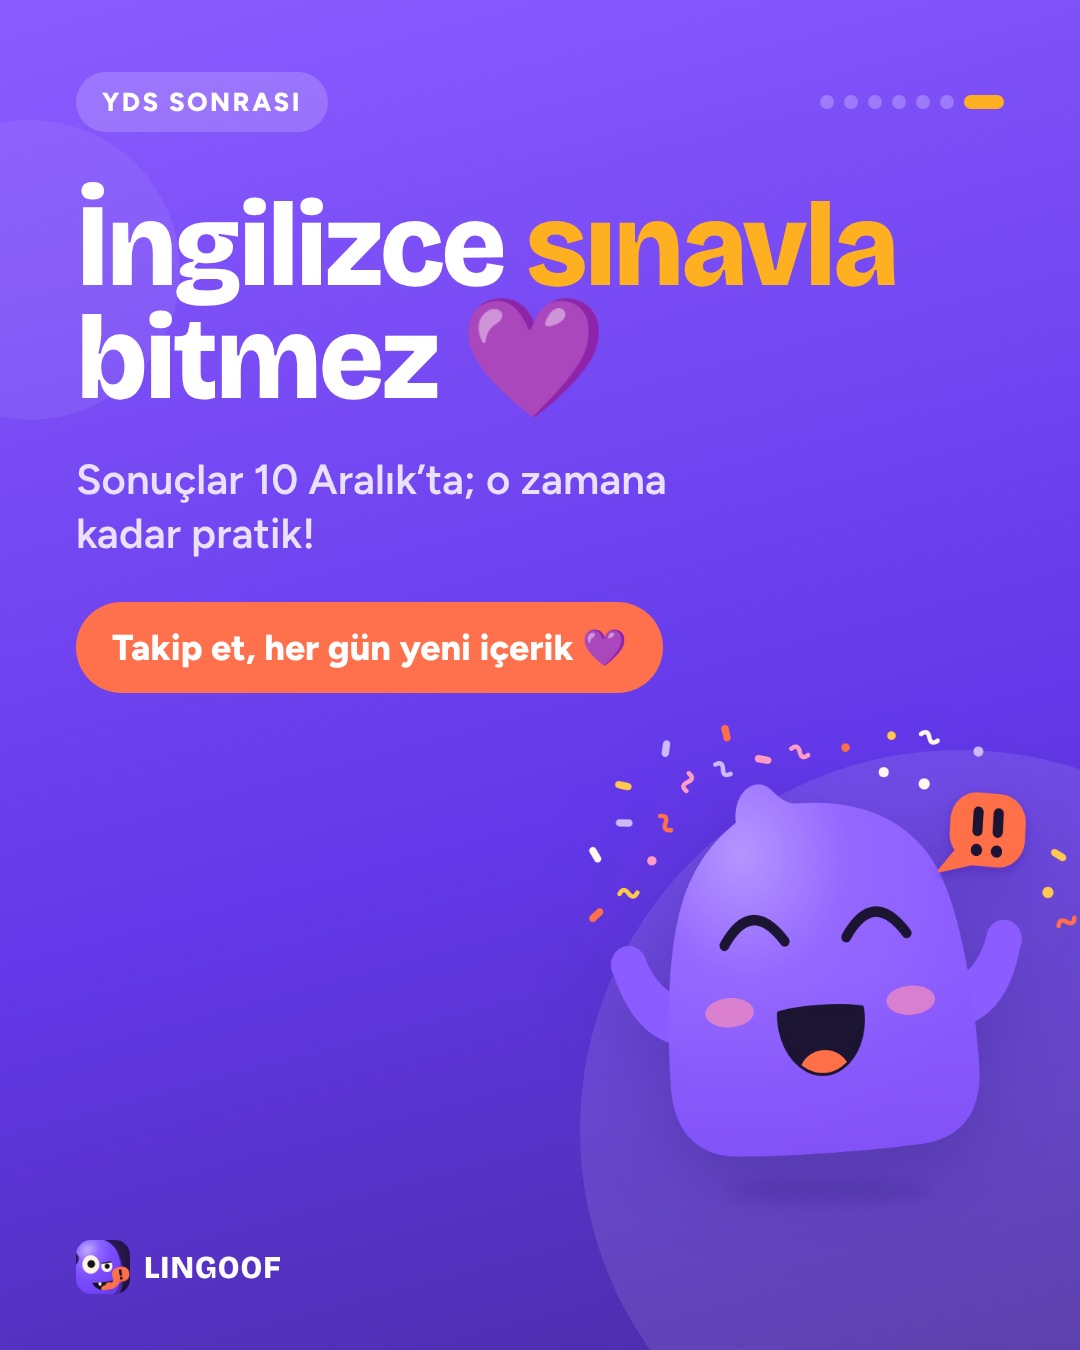 YDS SONRASI
İngilizce sınavla
bitmez 💜
Sonuçlar 10 Aralık’ta; o zamana
kadar pratik!
Takip et, her gün yeni içerik 💜
!!
LINGOOF